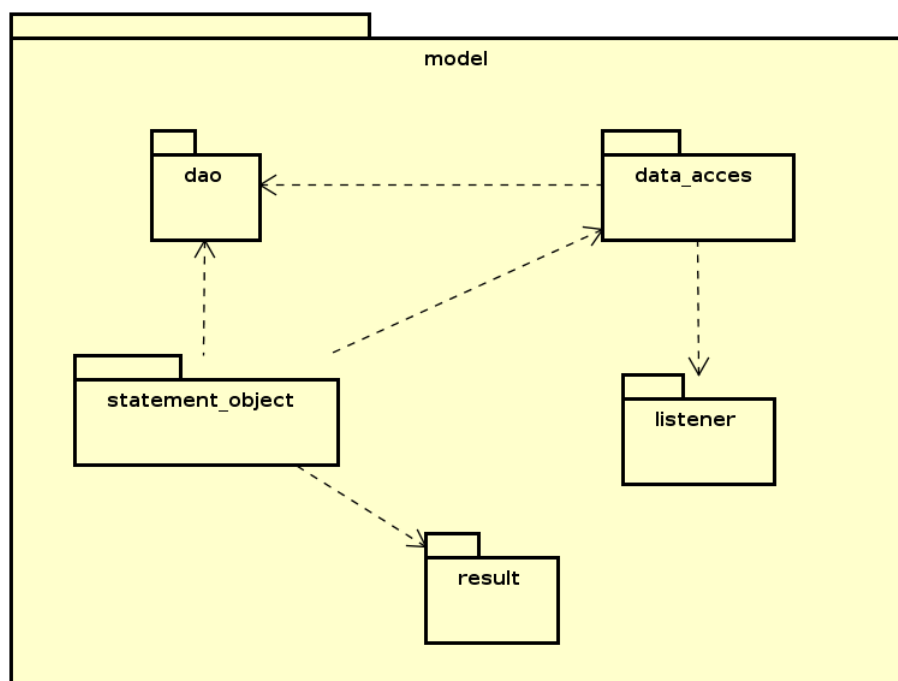 model
dao
data_acces
statement_object
listener
result